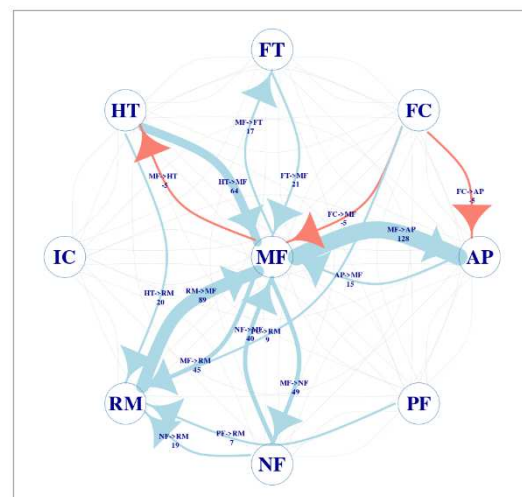 FT
HT
FC
MF->FT
17
MF->HT
-5
HT->MF
64
FT->MF
21
FC->AP
-5
FC->MF
-5
MF->AP
128
IC
MF
AP
AP->MF
15
HT->RM
20
RM->MF
89
NF->MF
40
->RM
9
MF->RM
45
MF->NF
49
RM
PF
NF->RM
19
PF->RM
7
NF